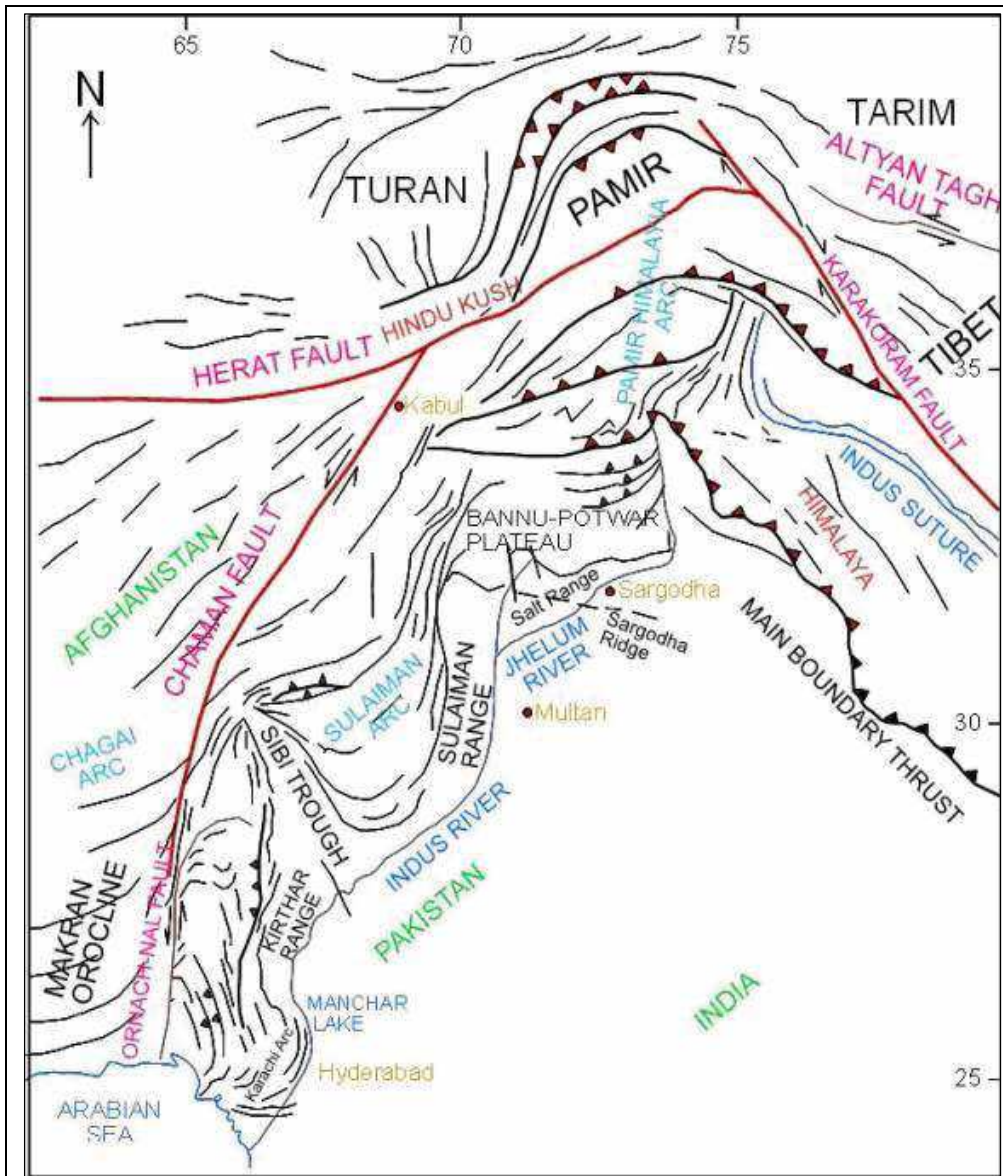 65
70
75
N
TARIM
ALTYAN TAGH
FAULT
TURAN
PAMIR
PAMIR HIMALAYIA
ARC
HINDU KUSH
HERAT FAULT
KARAKORAM FAULT
TIBET
35
Kabul
INDUS SUTURE
HIMALAYA
BANNU-POTWAR
PLATEAU
AFGHANISTAN
CHAMAN FAULT
Salt Range
Sargodha
Sargodha
Ridge
JHELUM
RIVER
MAIN BOUNDARY THRUST
SULAIMAN
ARC
SULAIMAN
RANGE
Multan
30
CHAGAI
ARC
SIBI TROUGH
INDUS RIVER
PAKISTAN
MAKRAN
OROCLINE
ORNACH-NAL FAULT
KIRTHAR
RANGE
INDIA
MANCHAR
LAKE
Karachi Arc
Hyderabad
25
ARABIAN
SEA